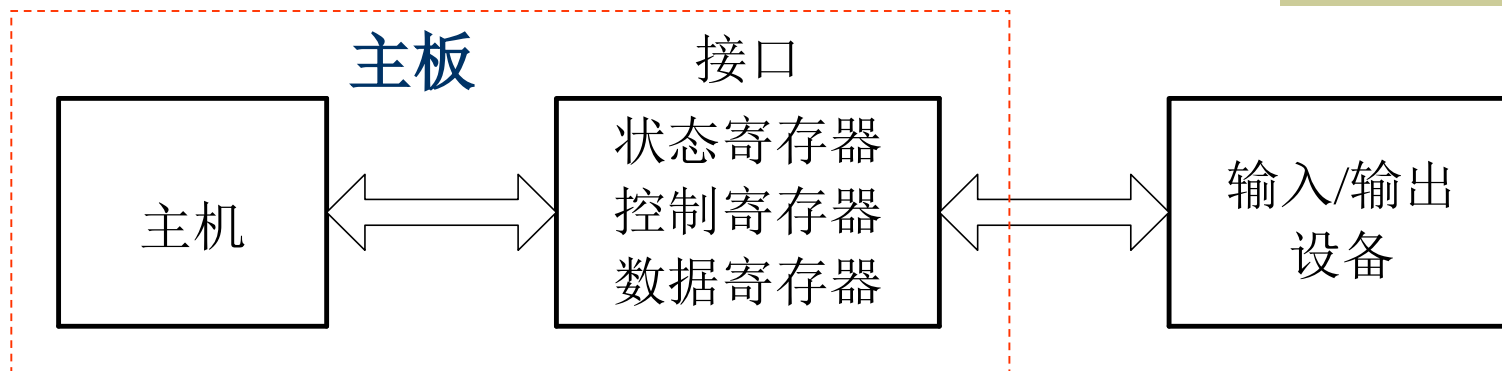 主板
接口
主机
状态寄存器
控制寄存器
数据寄存器
输入/输出
设备